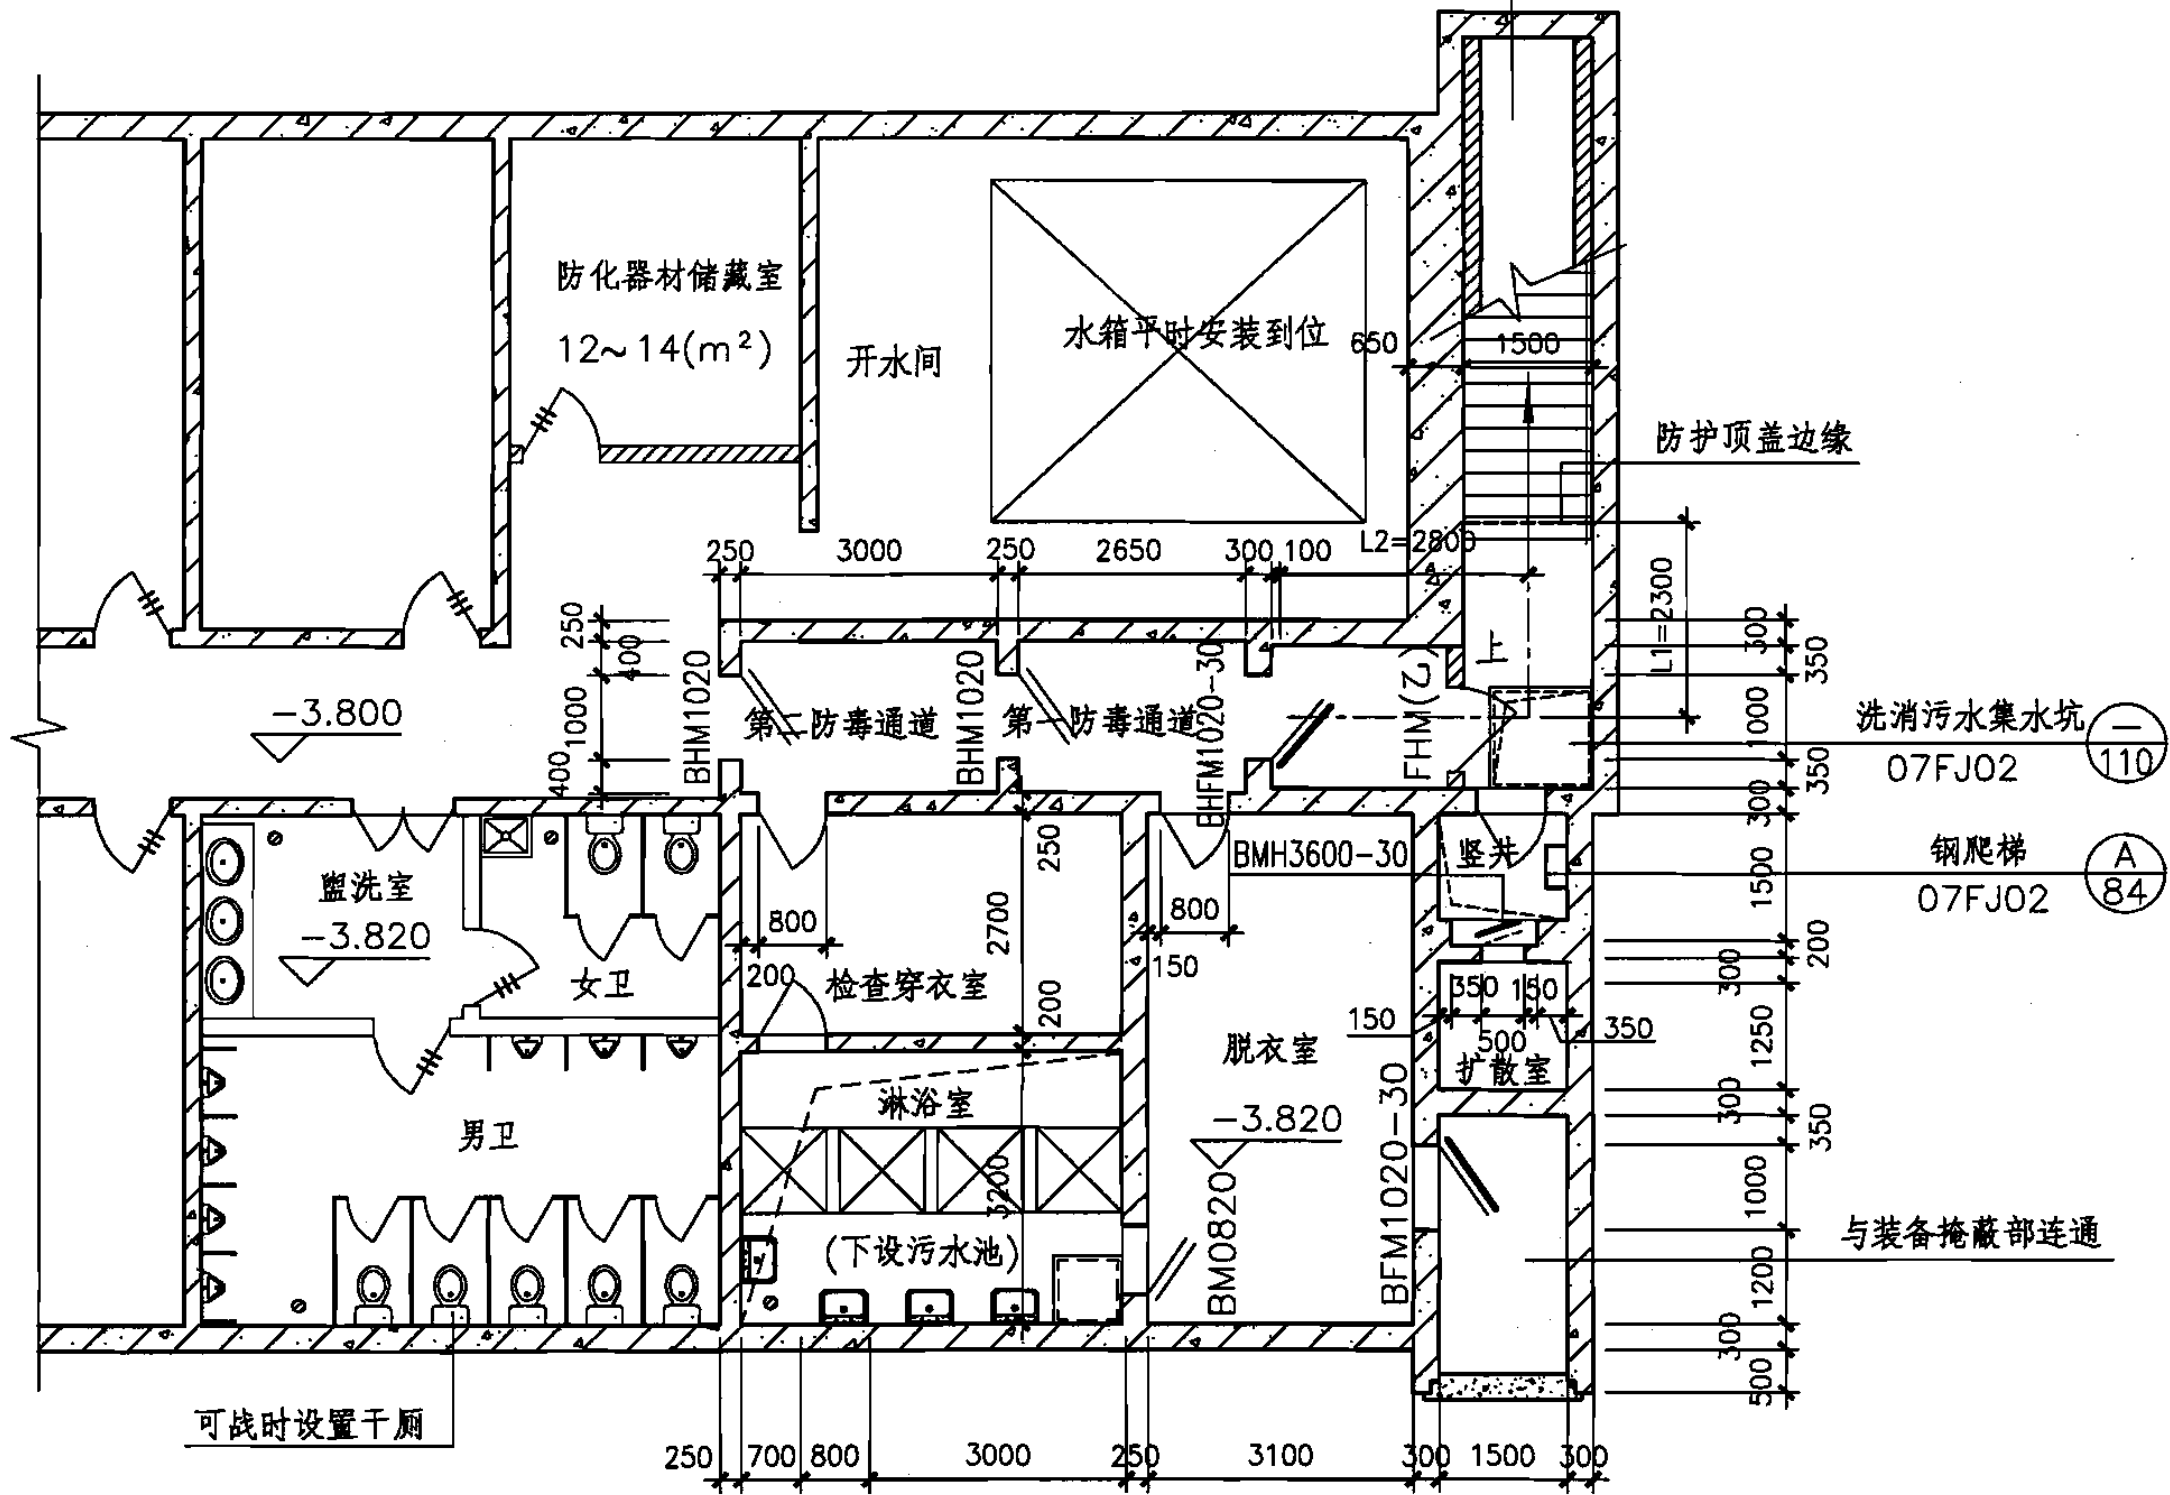 防化器材储藏室
12~14(m²)
开水间
水箱平时安装到位
650
1500
防护顶盖边缘
250
3000
250
2650
300
100
L2=2800
L1=2300
250
400
1000
400
BHM1020
第二防毒通道
BHM1020
第一防毒通道
BHFM1020-30
FHM(2)
上
300
350
1000
350
300
洗消污水集水坑
07FJ02
一
110
-3.800
盥洗室
-3.820
女卫
800
200
检查穿衣室
250
2700
200
BMH3600-30
800
150
竖井
钢爬梯
07FJ02
A
84
1500
200
300
1250
300
350
1000
1200
300
500
350
150
150
500
350
扩散室
脱衣室
-3.820
淋浴室
3200
(下设污水池)
BM0820
BFM1020-30
男卫
与装备掩蔽部连通
可战时设置干厕
250
700
800
3000
250
3100
300
1500
300